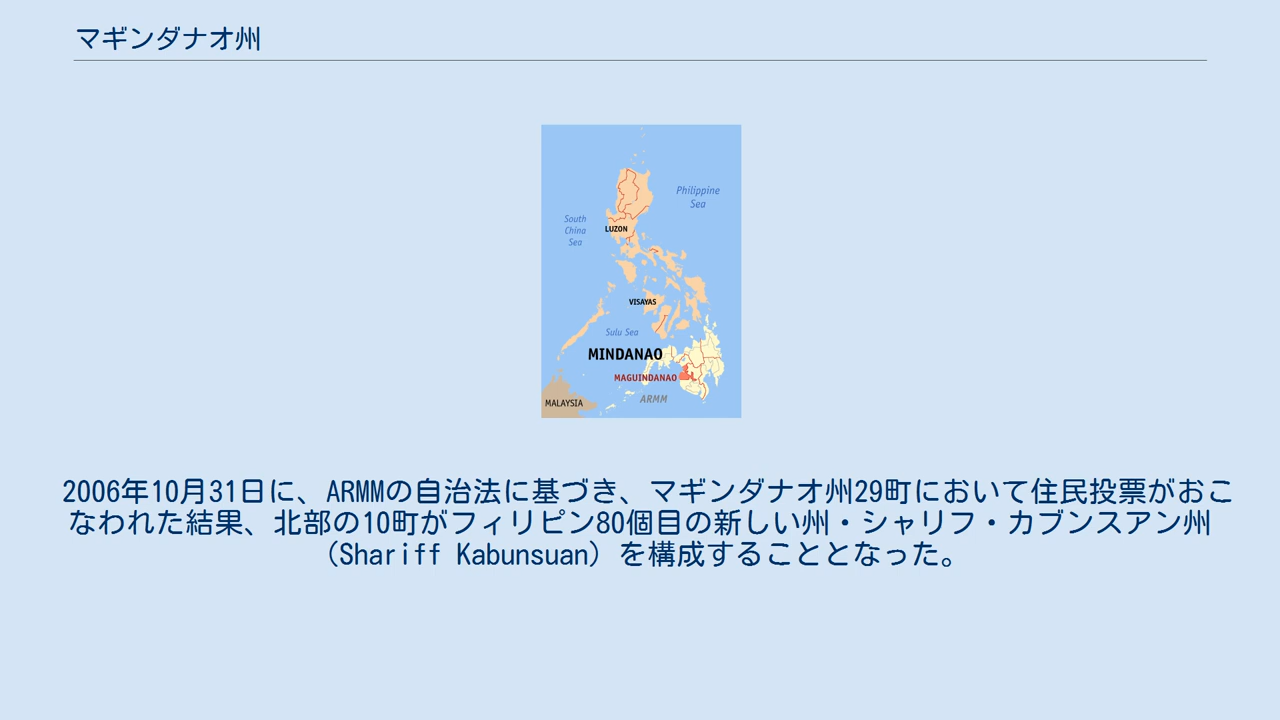 マギンダナオ州
Philippine
Sea
South
China
Sea
LUZON
VISAYAS
Sulu Sea
MINDANAO
MAGUINDANAO
ARMM
MALAYSIA
2006年10月31日に、ARMMの自治法に基づき、マギンダナオ州29町において住民投票がおこ
なわれた結果、北部の10町がフィリピン80個目の新しい州・シャリフ・カブンスアン州
（Shariff Kabunsuan）を構成することとなった。